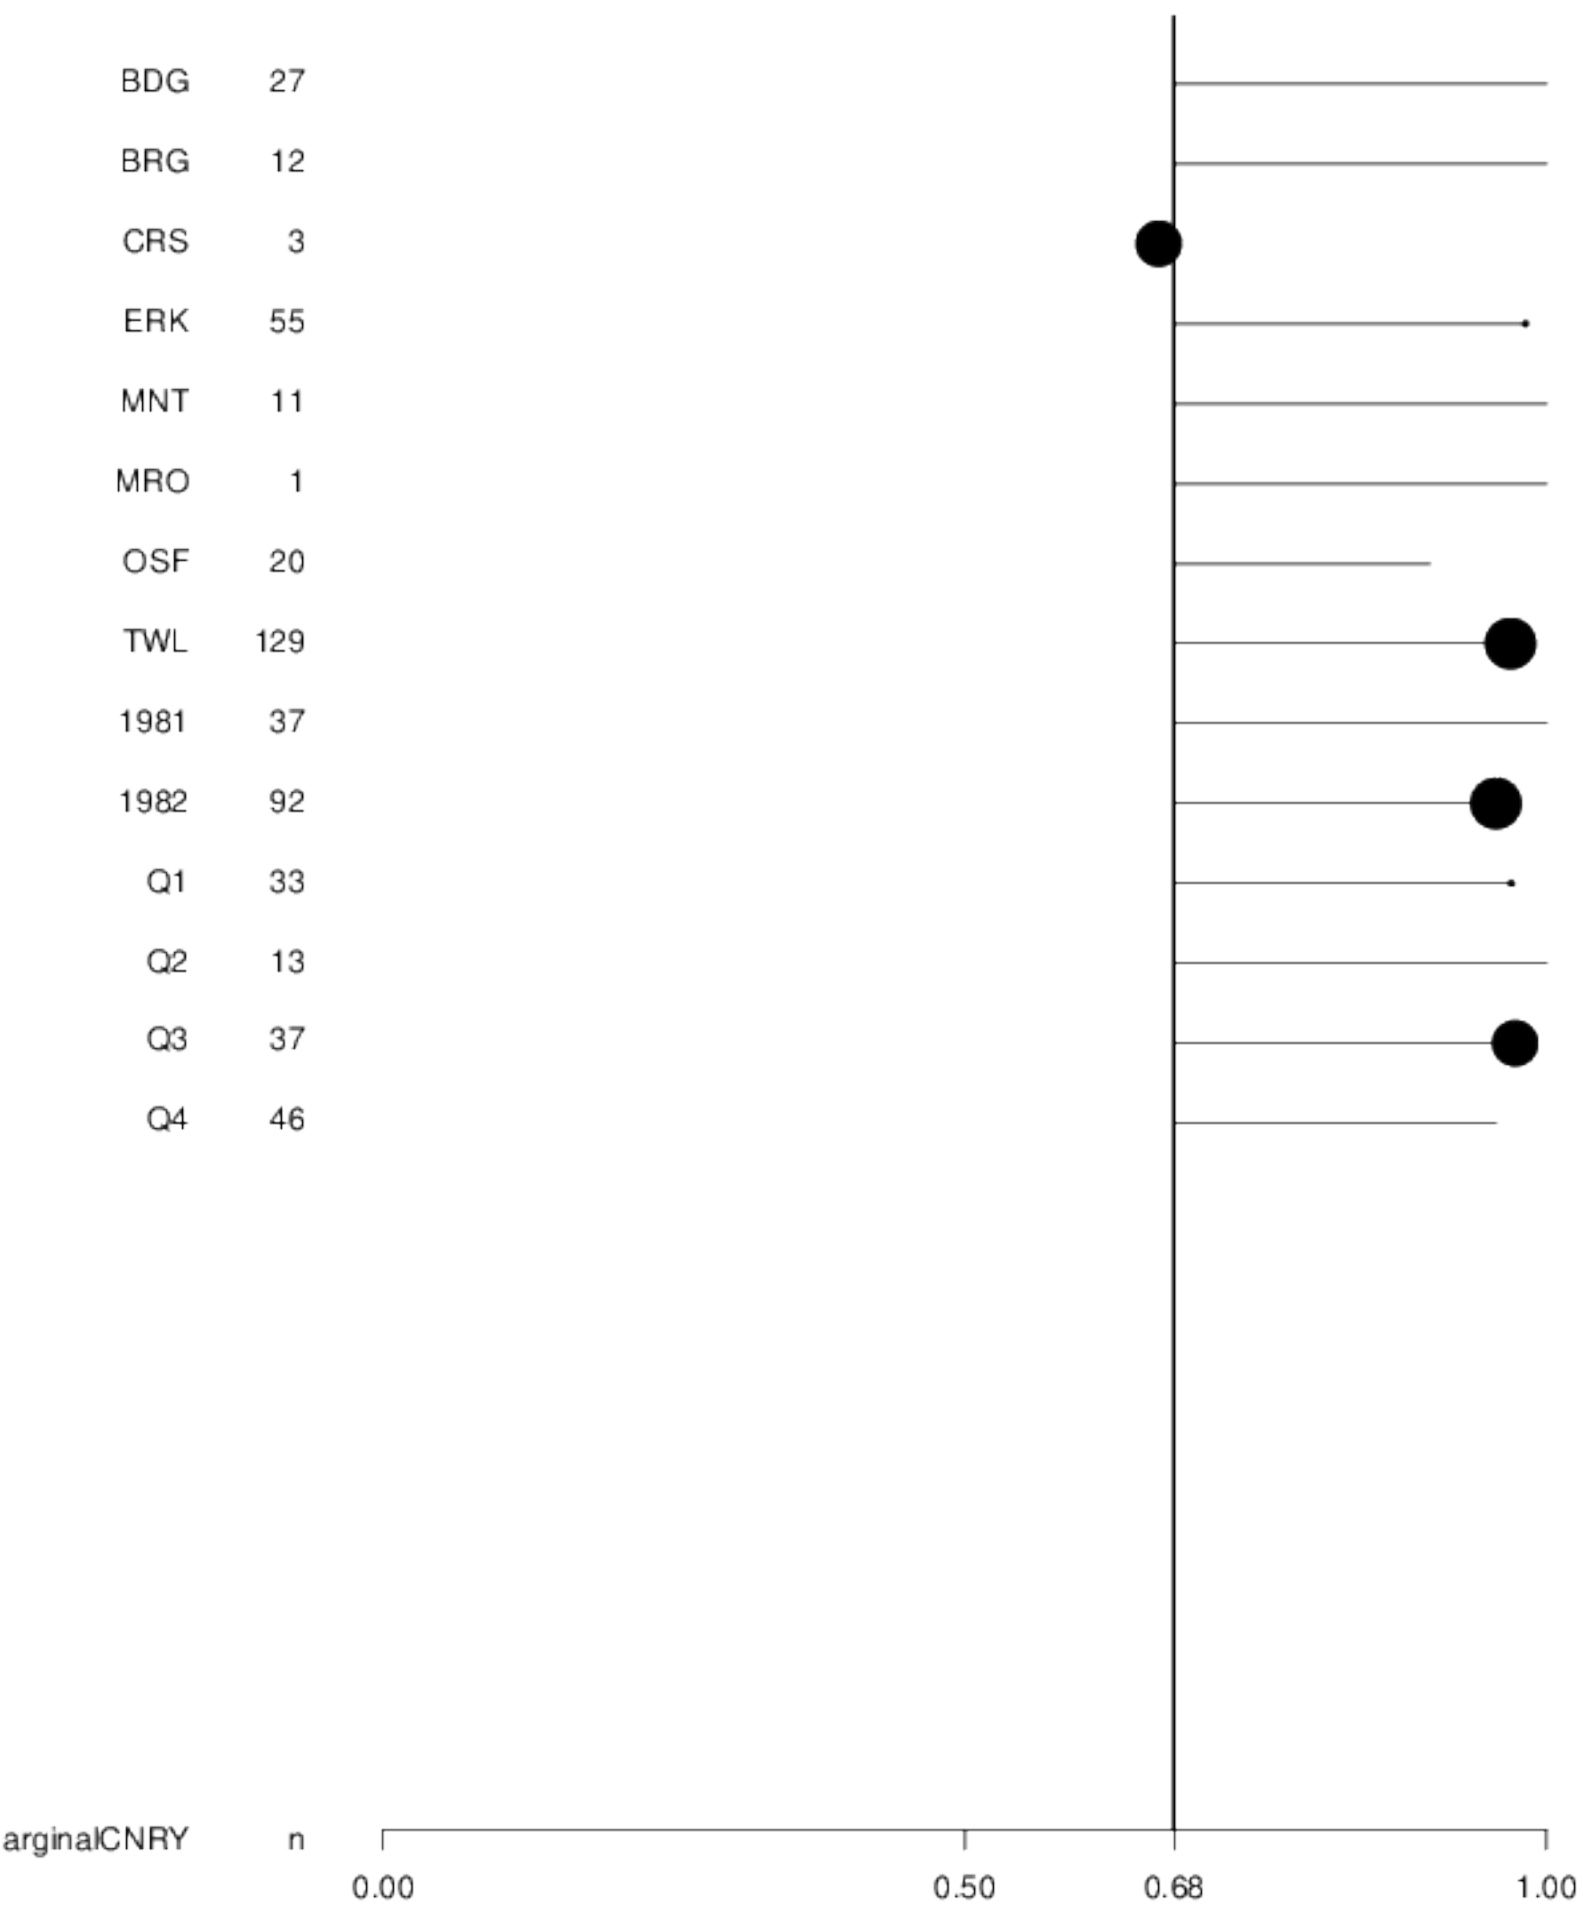 BDG 27
BRG 12
CRS 3
ERK 55
MNT 11
MRO 1
OSF 20
TWL 129
1981 37
1982 92
Q1 33
Q2 13
Q3 37
Q4 46
arginalCNRY n
0.00 0.50 0.68 1.00